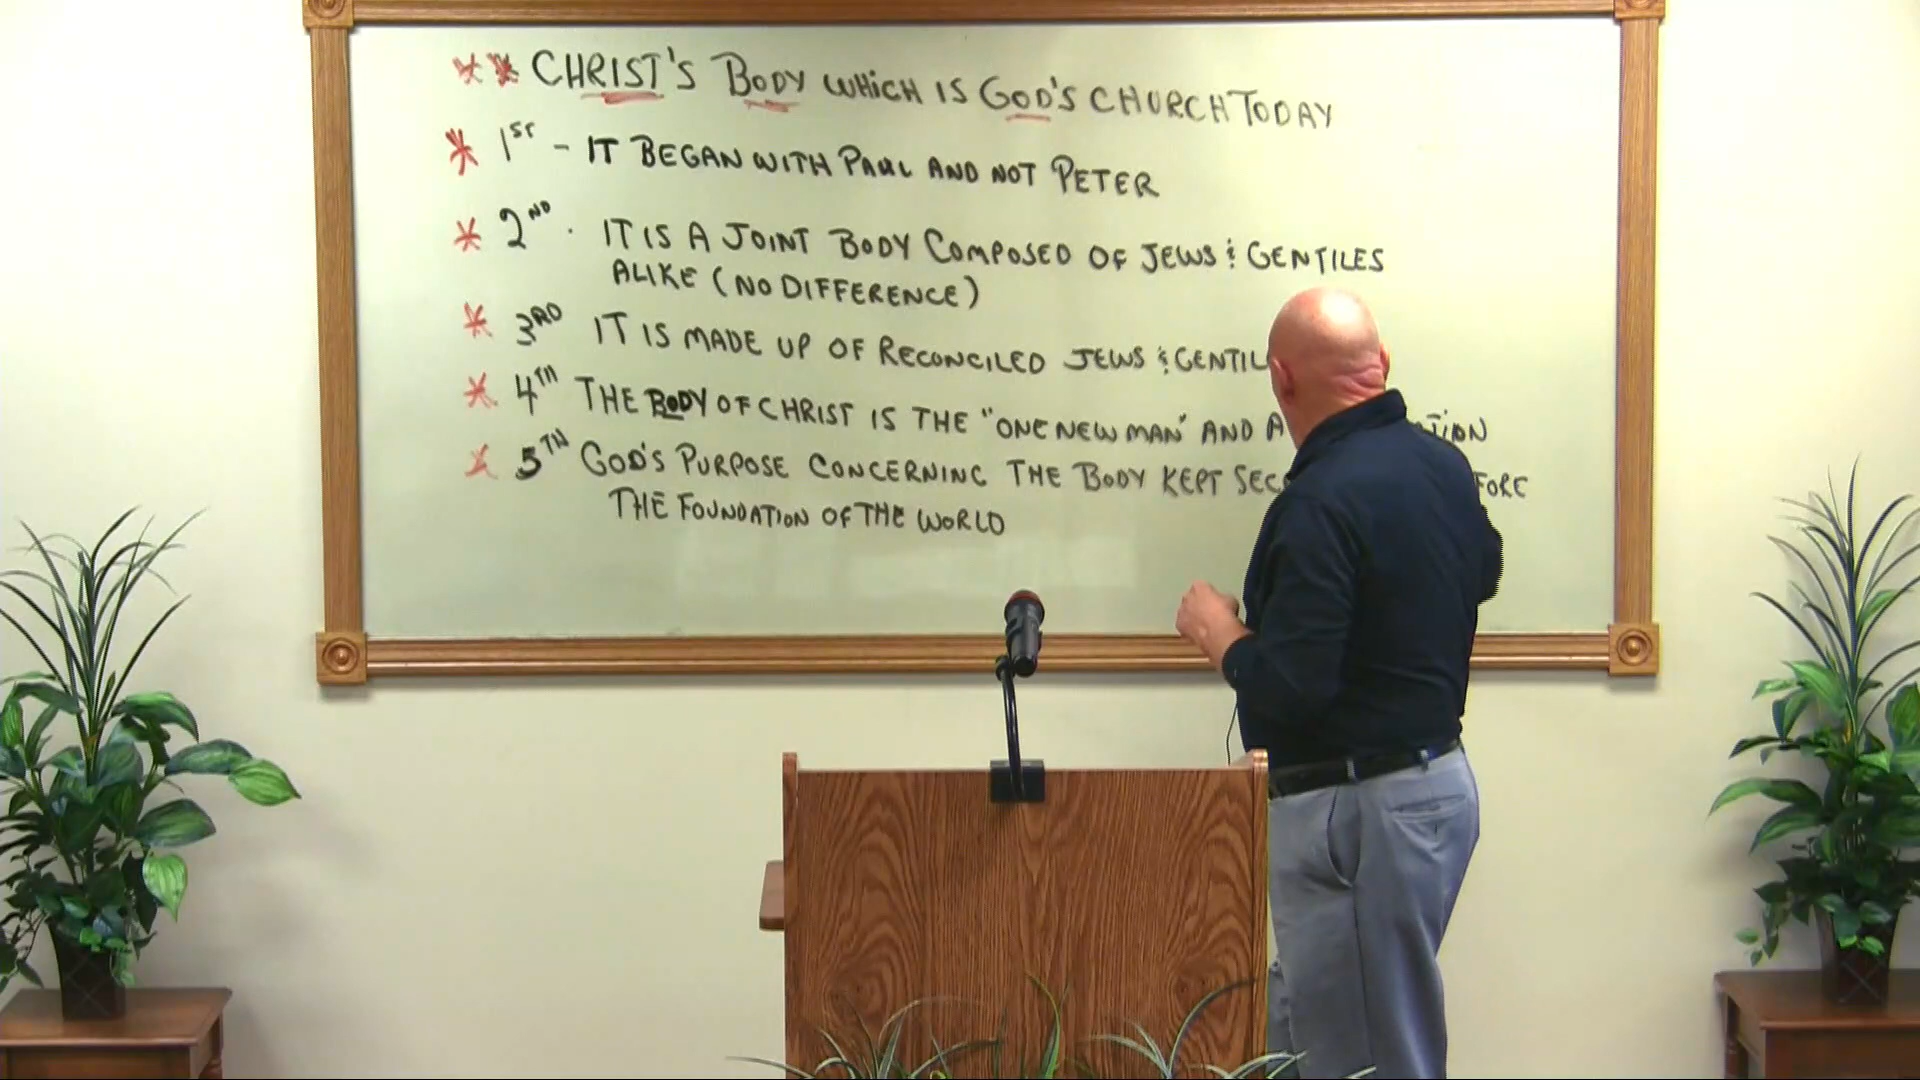 ** CHRIST'S BODY WHICH IS GOD'S CHURCH TODAY
* 1ST - IT BEGAN WITH PAUL AND NOT PETER
* 2ND. IT IS A JOINT BODY COMPOSED OF JEWS & GENTILES
ALIKE (NO DIFFERENCE)
* 3RD IT IS MADE UP OF RECONCILED JEWS & GENTIL
* 4TH THE BODY OF CHRIST IS THE "ONE NEW MAN" AND A
* 5TH GOD'S PURPOSE CONCERNING THE BODY KEPT
THE FOUNDATION OF THE WORLD